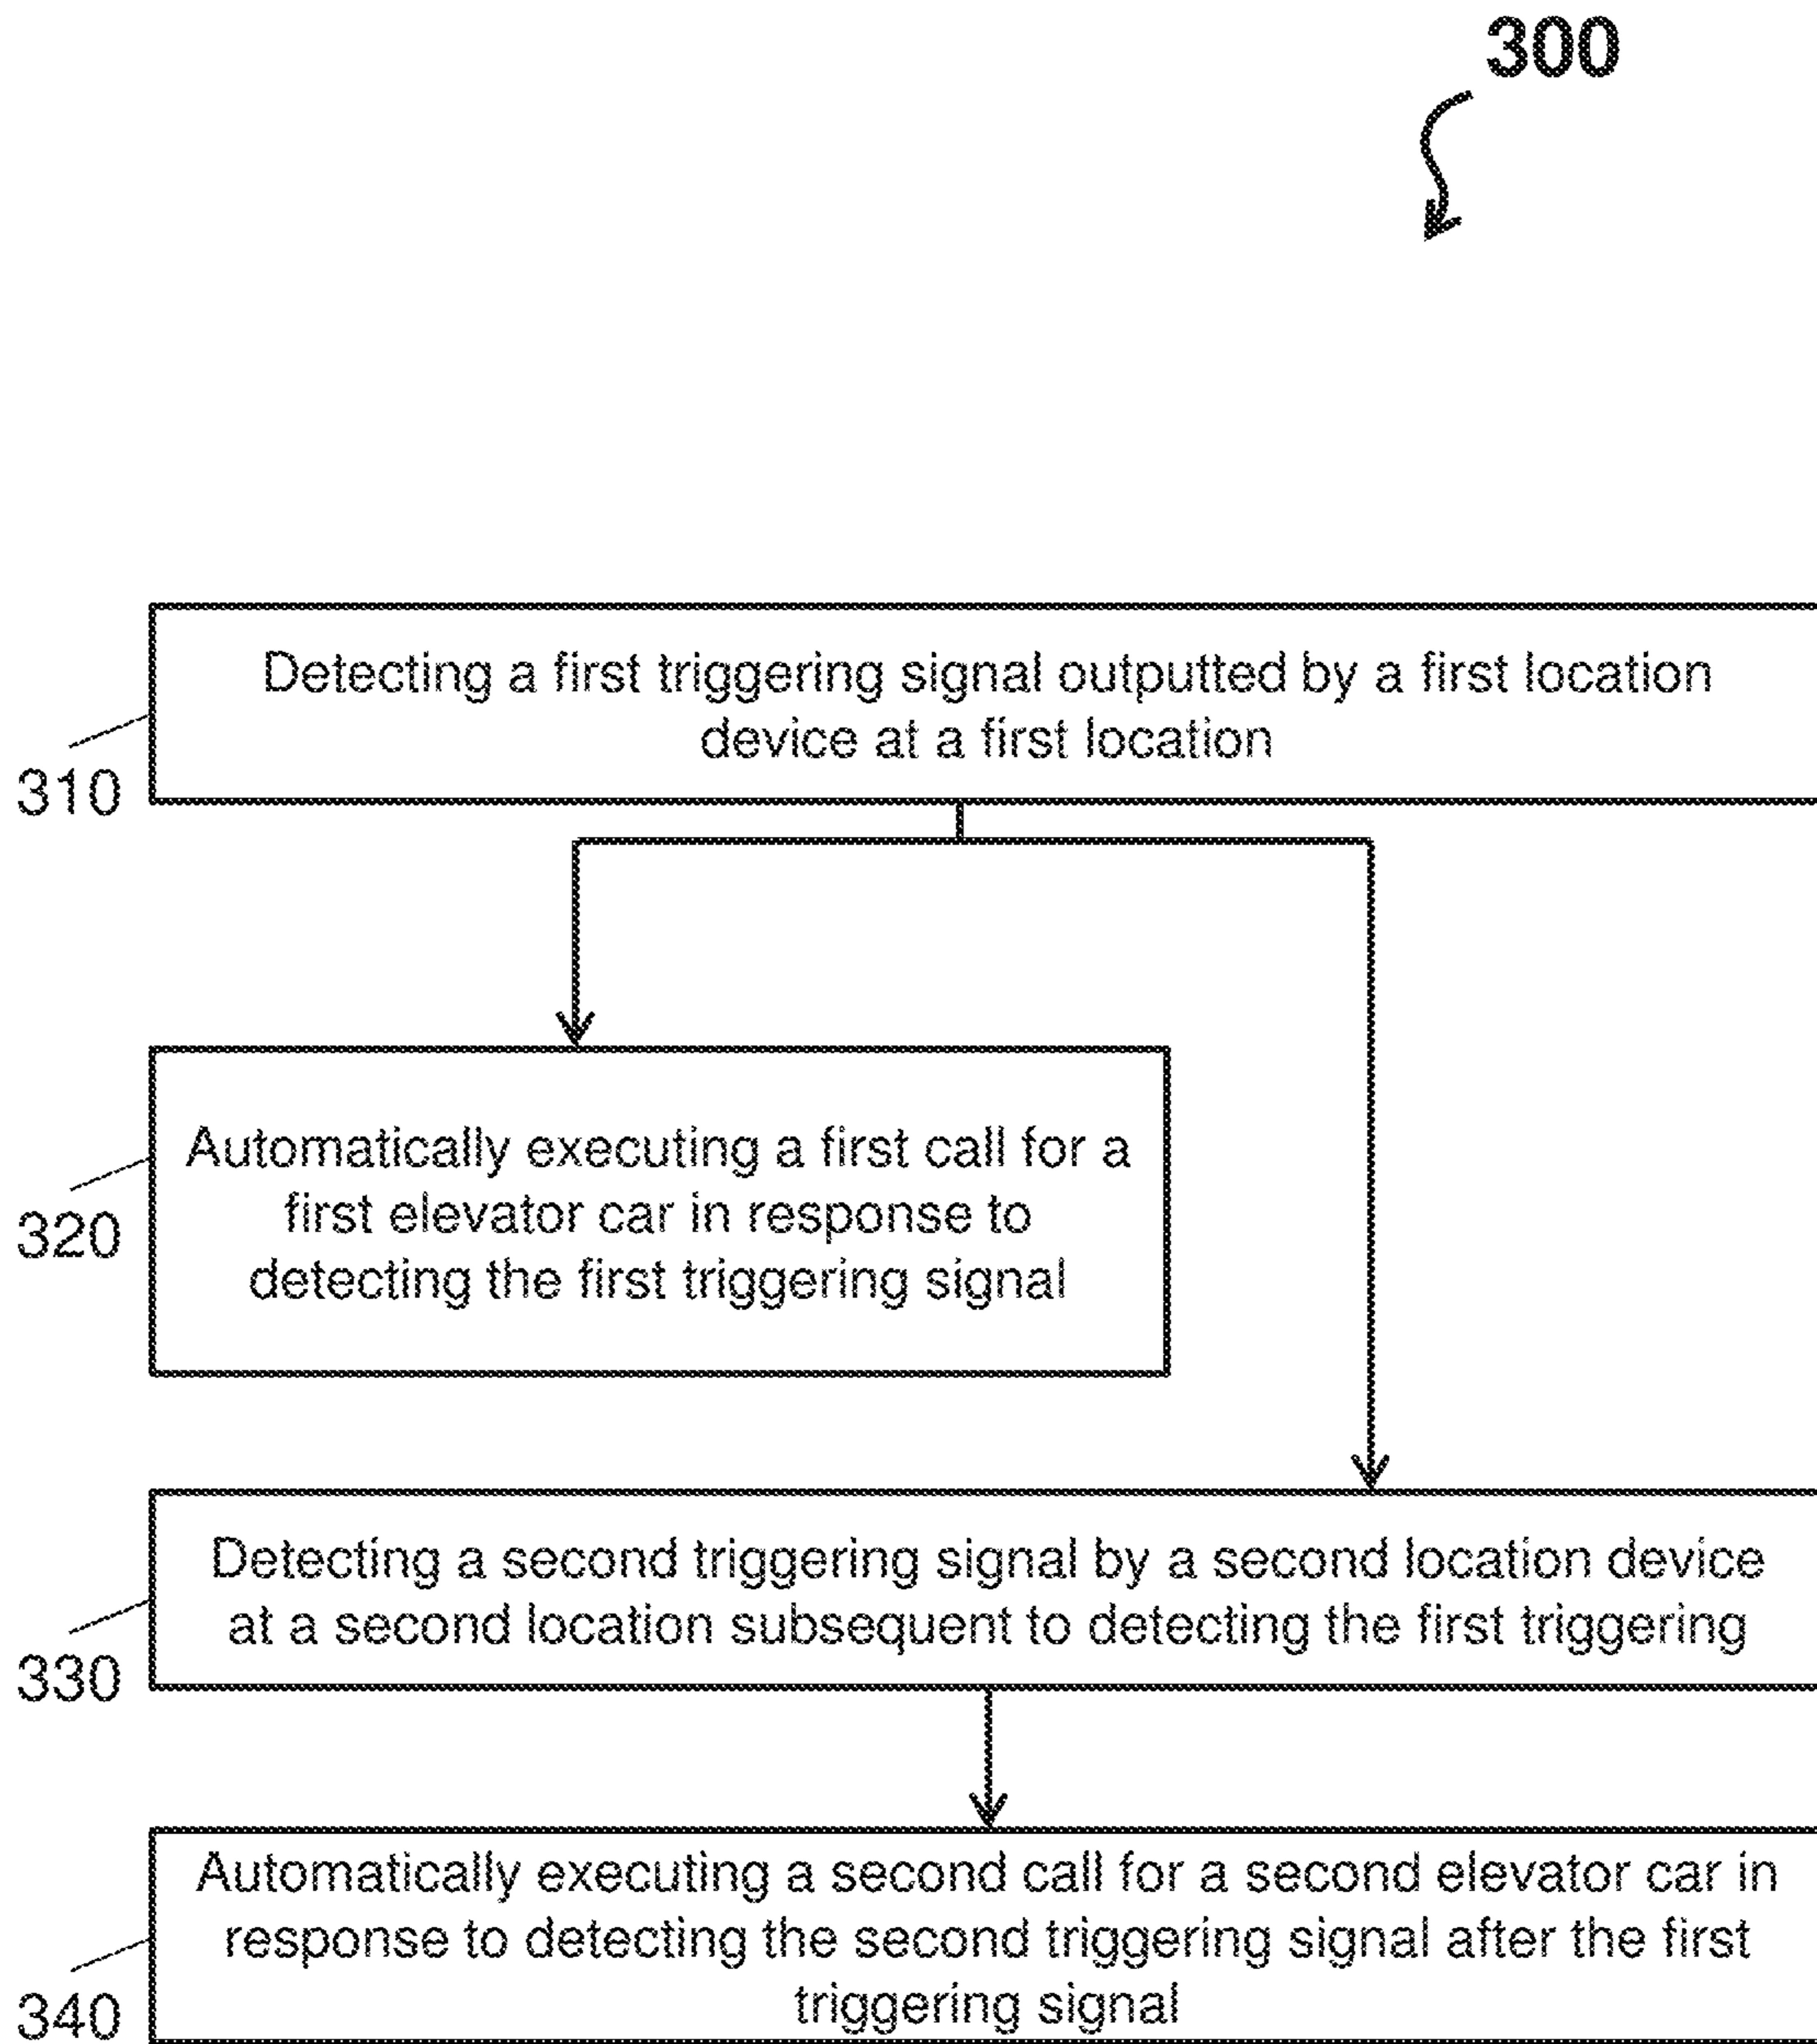 300
Detecting a first triggering signal outputted by a first location
device at a first location
310
Automatically executing a first call for a
first elevator car in response to
detecting the first triggering signal
320
Detecting a second triggering signal by a second location device
at a second location subsequent to detecting the first triggering
330
Automatically executing a second call for a second elevator car in
response to detecting the second triggering signal after the first
triggering signal
340